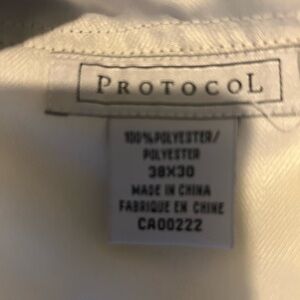 PROTOCOL
100%POLYESTER/
POLYESTER
38X30
MADE IN CHINA
FABRIQUE EN CHINE
CA00222